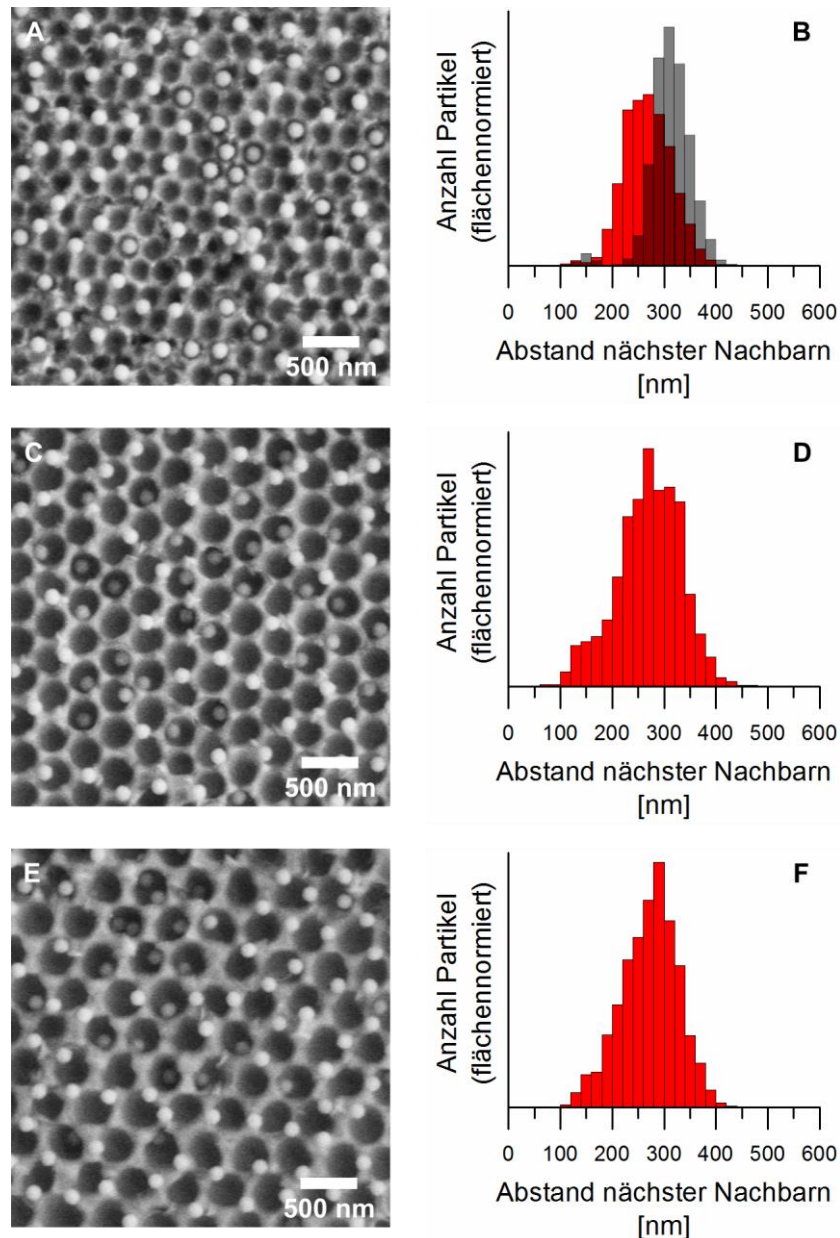 A
500 nm
B
Anzahl Partikel
(flächennormiert)
0 100 200 300 400 500 600
Abstand nächster Nachbarn
[nm]
C
500 nm
D
Anzahl Partikel
(flächennormiert)
0 100 200 300 400 500 600
Abstand nächster Nachbarn
[nm]
E
500 nm
F
Anzahl Partikel
(flächennormiert)
0 100 200 300 400 500 600
Abstand nächster Nachbarn
[nm]